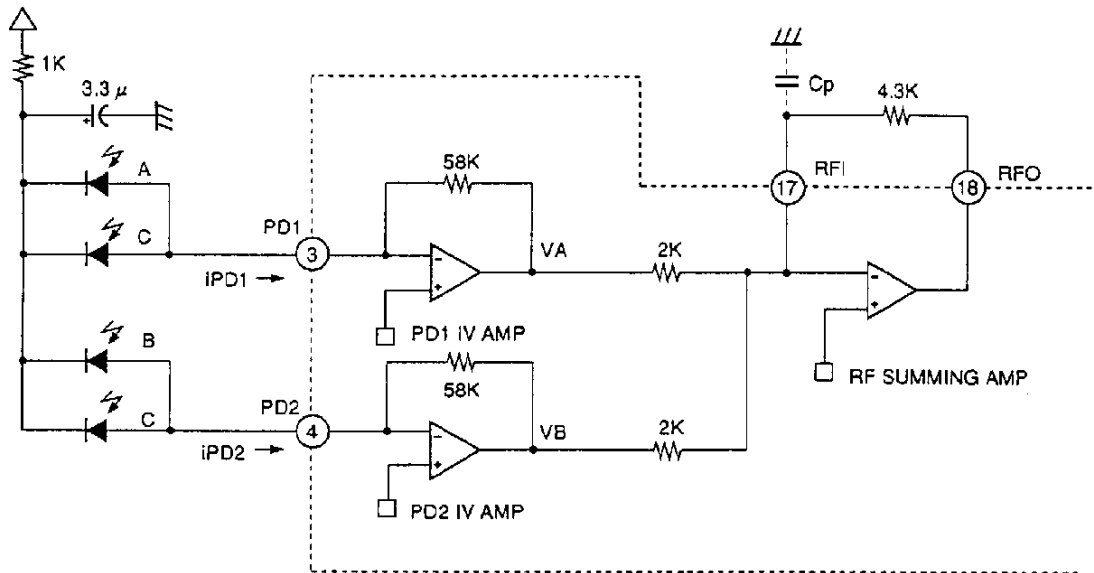 1K
3.3 μ
+
A
C
B
C
PD1
3
iPD1 →
PD2
4
iPD2 →
58K
-
+
VA
PD1 IV AMP
58K
-
+
VB
PD2 IV AMP
2K
2K
Cp
4.3K
17
RFI
18
RFO
-
+
RF SUMMING AMP